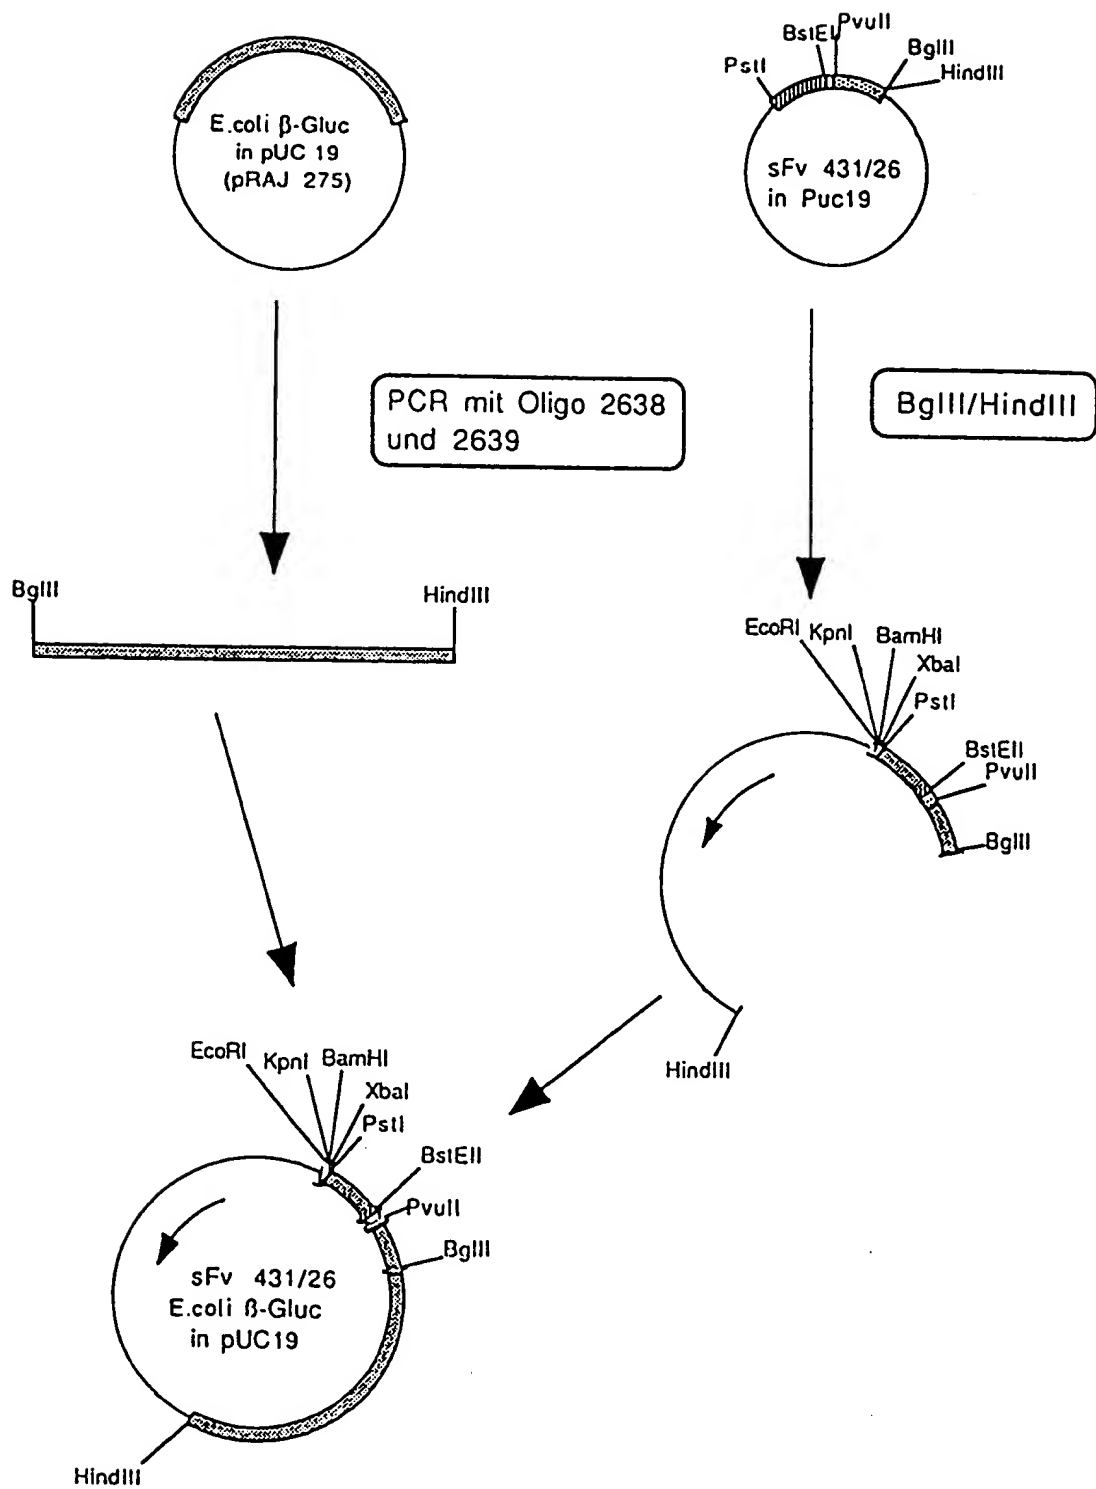 E.coli β-Gluc
in pUC 19
(pRAJ 275)
PstI
BstEII
PvuII
BglII
HindIII
sFv 431/26
in Puc19
PCR mit Oligo 2638
und 2639
BglII/HindIII
BglII
HindIII
EcoRI
KpnI
BamHI
XbaI
PstI
BstEII
PvuII
BglII
HindIII
EcoRI
KpnI
BamHI
XbaI
PstI
BstEII
PvuII
BglII
sFv 431/26
E.coli β-Gluc
in pUC19
HindIII